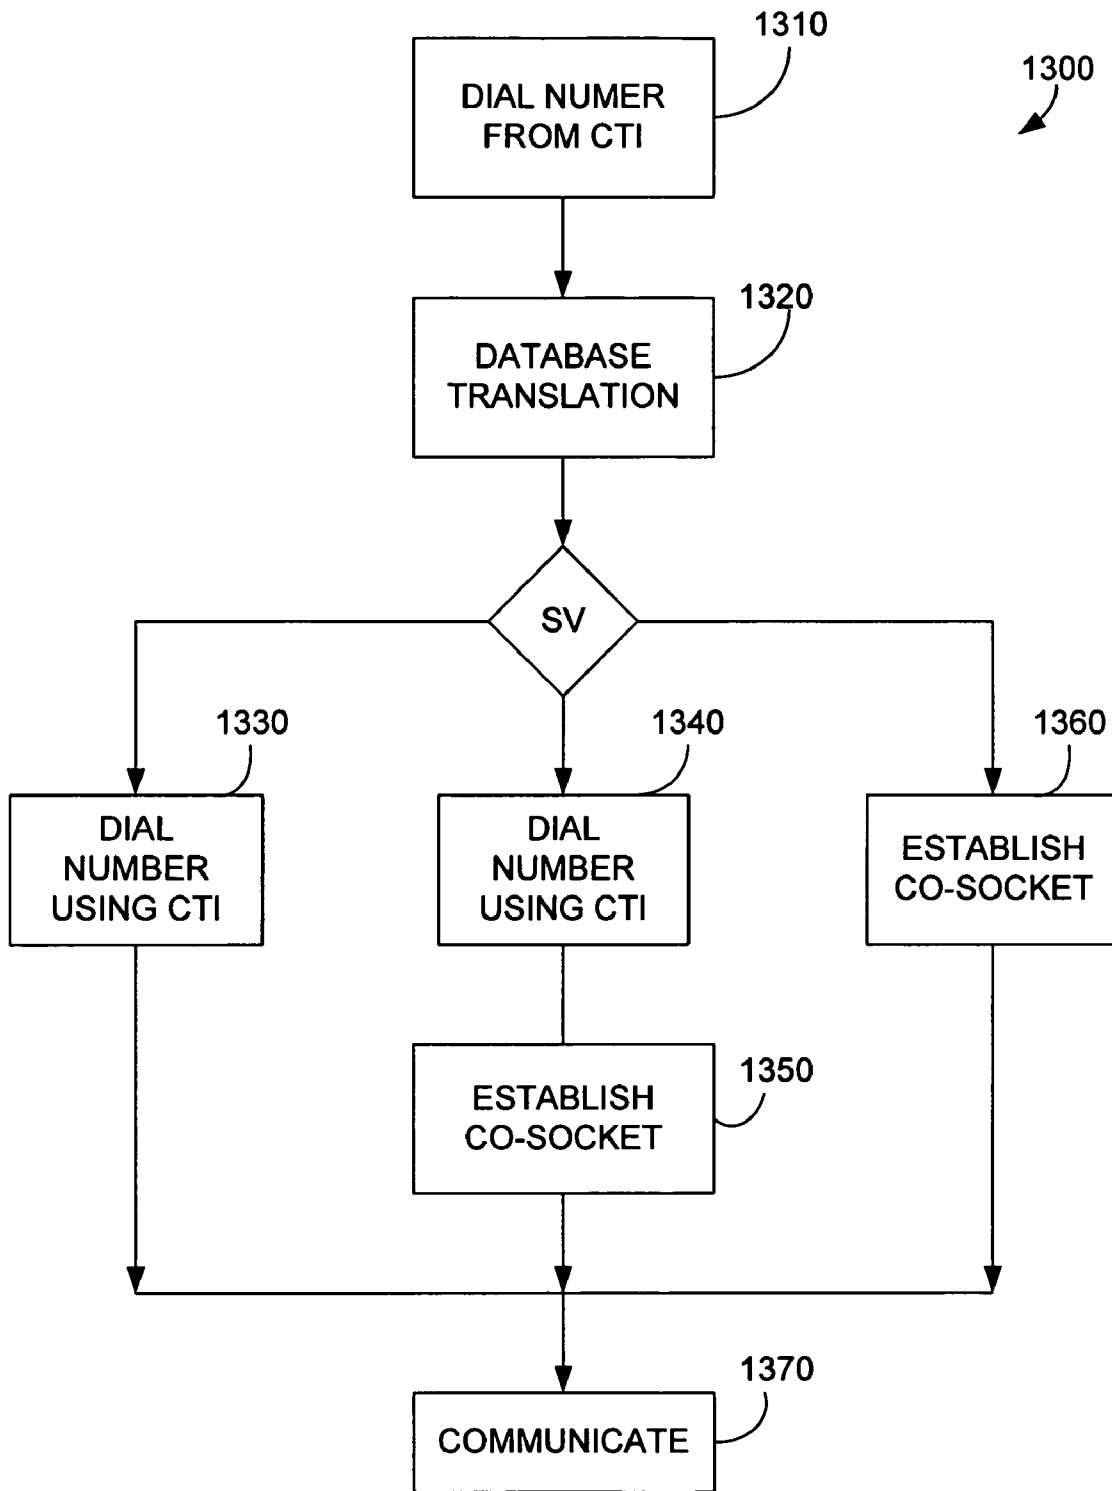 1310
1300
DIAL NUMER
FROM CTI
1320
DATABASE
TRANSLATION
SV
1330
1340
1360
DIAL
NUMBER
USING CTI
DIAL
NUMBER
USING CTI
ESTABLISH
CO-SOCKET
1350
ESTABLISH
CO-SOCKET
1370
COMMUNICATE